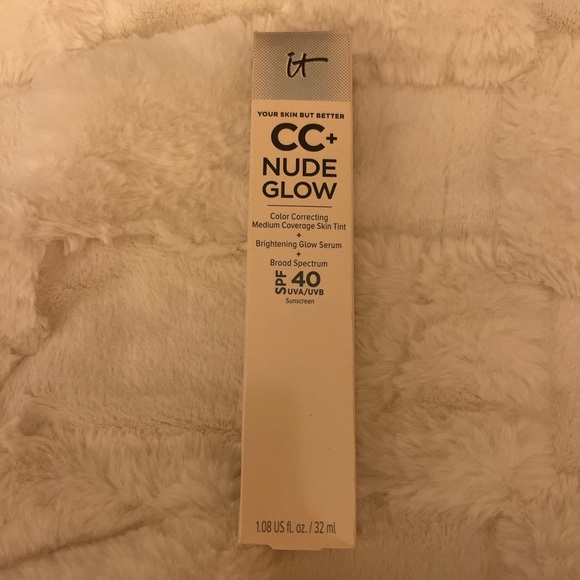 it
YOUR SKIN BUT BETTER
CC+
NUDE
GLOW
Color Correcting
Medium Coverage Skin Tint
+
Brightening Glow Serum
+
Broad Spectrum
SPF 40
UVA/UVB
Sunscreen
1.08 US fl. oz. / 32 ml